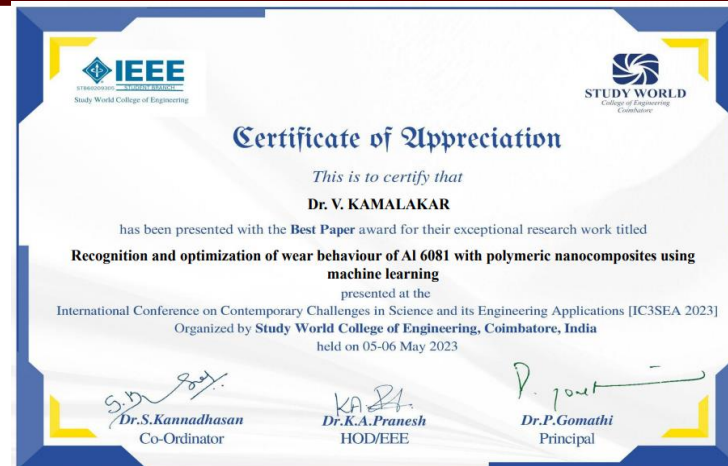 IEEE
STUDENT BRANCH
Study World College of Engineering
STUDY WORLD
College of Engineering
Coimbatore
Certificate of Appreciation
This is to certify that
Dr. V. KAMALAKAR
has been presented with the Best Paper award for their exceptional research work titled
Recognition and optimization of wear behaviour of Al 6081 with polymeric nanocomposites using
machine learning
presented at the
International Conference on Contemporary Challenges in Science and its Engineering Applications [IC3SEA 2023]
Organized by Study World College of Engineering, Coimbatore, India
held on 05-06 May 2023
Dr.S.Kannadhasan
Co-Ordinator
Dr.K.A.Pranesh
HOD/EEE
Dr.P.Gomathi
Principal